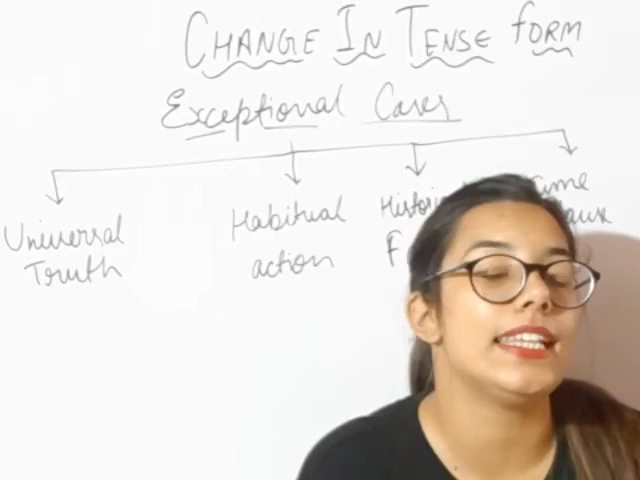 CHANGE IN TENSE FORM
Exceptional Cases
Universal
Truth
Habitual
action